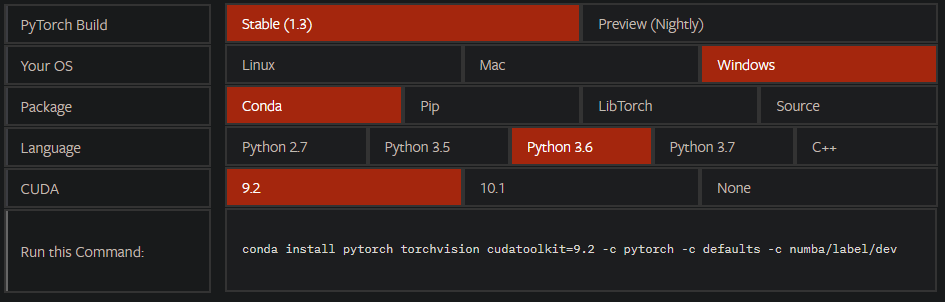 PyTorch Build Stable (1.3) Preview (Nightly)
Your OS Linux Mac Windows
Package Conda Pip LibTorch Source
Language Python 2.7 Python 3.5 Python 3.6 Python 3.7 C++
CUDA 9.2 10.1 None
Run this Command: conda install pytorch torchvision cudatoolkit=9.2 -c pytorch -c defaults -c numba/label/dev